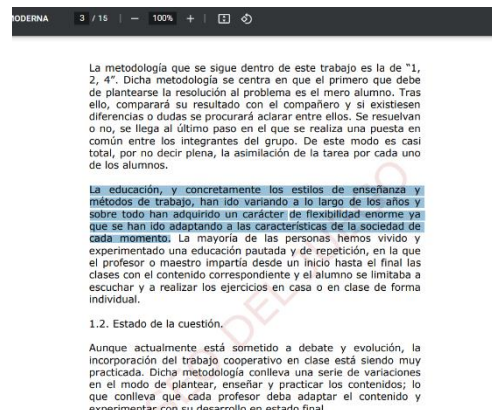 MODERNA 3 / 15 | — 100% + |
La metodología que se sigue dentro de este trabajo es la de "1,
2, 4". Dicha metodología se centra en que el primero que debe
de plantearse la resolución al problema es el mero alumno. Tras
ello, comparará su resultado con el compañero y si existiesen
diferencias o dudas se procurará aclarar entre ellos. Se resuelvan
o no, se llega al último paso en el que se realiza una puesta en
común entre los integrantes del grupo. De este modo es casi
total, por no decir plena, la asimilación de la tarea por cada uno
de los alumnos.
La educación, y concretamente los estilos de enseñanza y
métodos de trabajo, han ido variando a lo largo de los años y
sobre todo han adquirido un carácter de flexibilidad enorme ya
que se han ido adaptando a las características de la sociedad de
cada momento. La mayoría de las personas hemos vivido y
experimentado una educación pautada y de repetición, en la que
el profesor o maestro impartía desde un inicio hasta el final las
clases con el contenido correspondiente y el alumno se limitaba a
escuchar y a realizar los ejercicios en casa o en clase de forma
individual.
1.2. Estado de la cuestión.
Aunque actualmente está sometido a debate y evolución, la
incorporación del trabajo cooperativo en clase está siendo muy
practicada. Dicha metodología conlleva una serie de variaciones
en el modo de plantear, enseñar y practicar los contenidos; lo
que conlleva que cada profesor deba adaptar el contenido y
experimentar con su desarrollo en estado final.